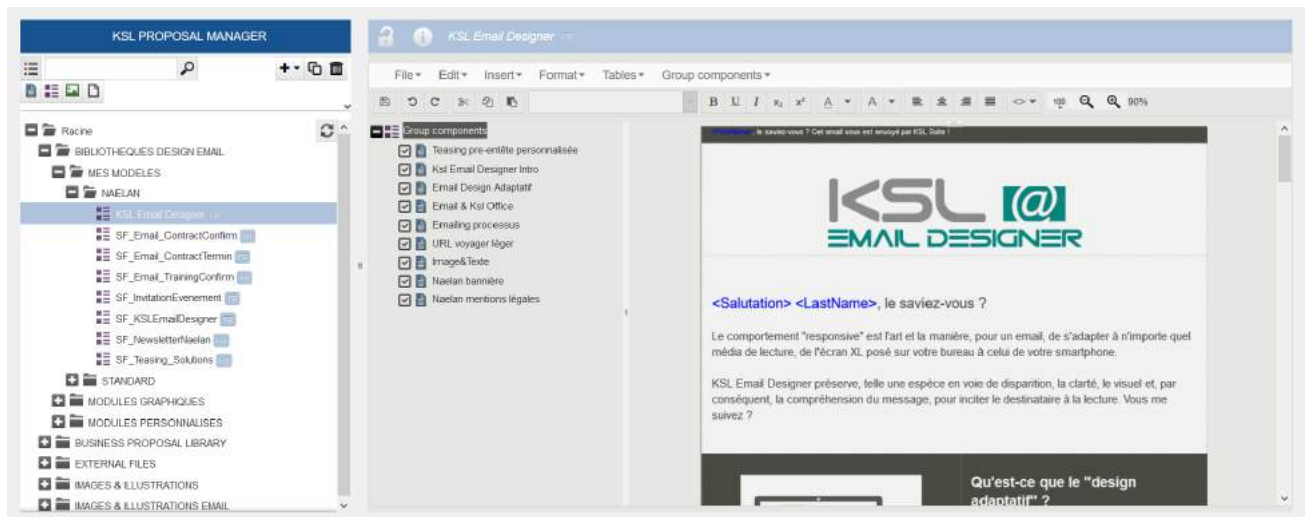 KSL PROPOSAL MANAGER
Racine
BIBLIOTHEQUES DESIGN EMAIL
MES MODELES
NAELAN
KSL Email Designer
SF_Email_ContractConfirm
SF_Email_ContractTermin
SF_Email_TrainingConfirm
SF_InvitationEvenement
SF_KSLEmailDesigner
SF_NewsletterNaelan
SF_Teasing_Solutions
STANDARD
MODULES GRAPHIQUES
MODULES PERSONNALISES
BUSINESS PROPOSAL LIBRARY
EXTERNAL FILES
IMAGES & ILLUSTRATIONS
IMAGES & ILLUSTRATIONS EMAIL
KSL Email Designer
File Edit Insert Format Tables Group components
B U I x₂ x² A A 100 90%
Group components
Teasing pre-entête personnalisée
Ksl Email Designer Intro
Email Design Adaptatif
Email & Ksl Office
Emailing processus
URL voyager léger
Image&Texte
Naelan bannière
Naelan mentions légales
le saviez-vous ? Cet email vous est envoyé par KSL Suite !
KSL @
EMAIL DESIGNER
<Salutation> <LastName>, le saviez-vous ?
Le comportement "responsive" est l'art et la manière, pour un email, de s'adapter à n'importe quel
média de lecture, de l'écran XL posé sur votre bureau à celui de votre smartphone.
KSL Email Designer préserve, telle une espèce en voie de disparition, la clarté, le visuel et, par
conséquent, la compréhension du message, pour inciter le destinataire à la lecture. Vous me
suivez ?
Qu'est-ce que le "design
adaptatif" ?